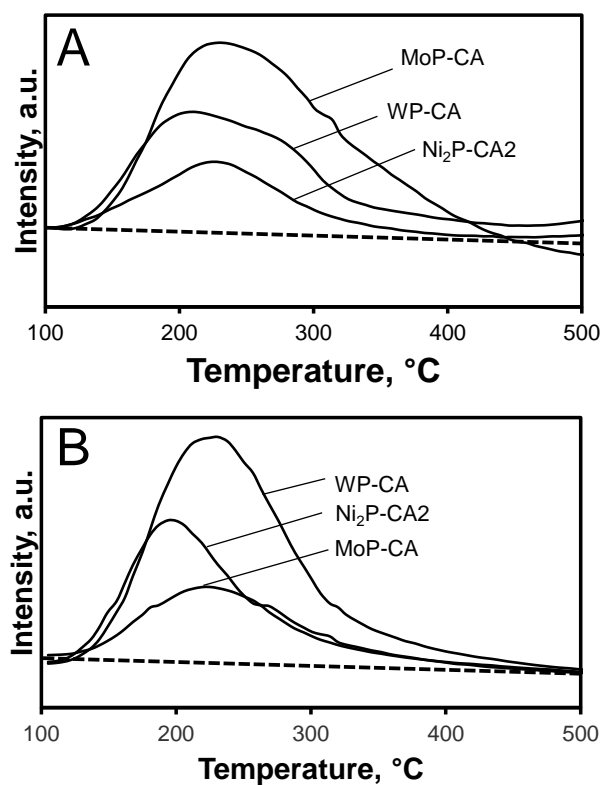 A
MoP-CA
WP-CA
Ni₂P-CA2
Intensity, a.u.
100 200 300 400 500
Temperature, °C
B
WP-CA
Ni₂P-CA2
MoP-CA
Intensity, a.u.
100 200 300 400 500
Temperature, °C